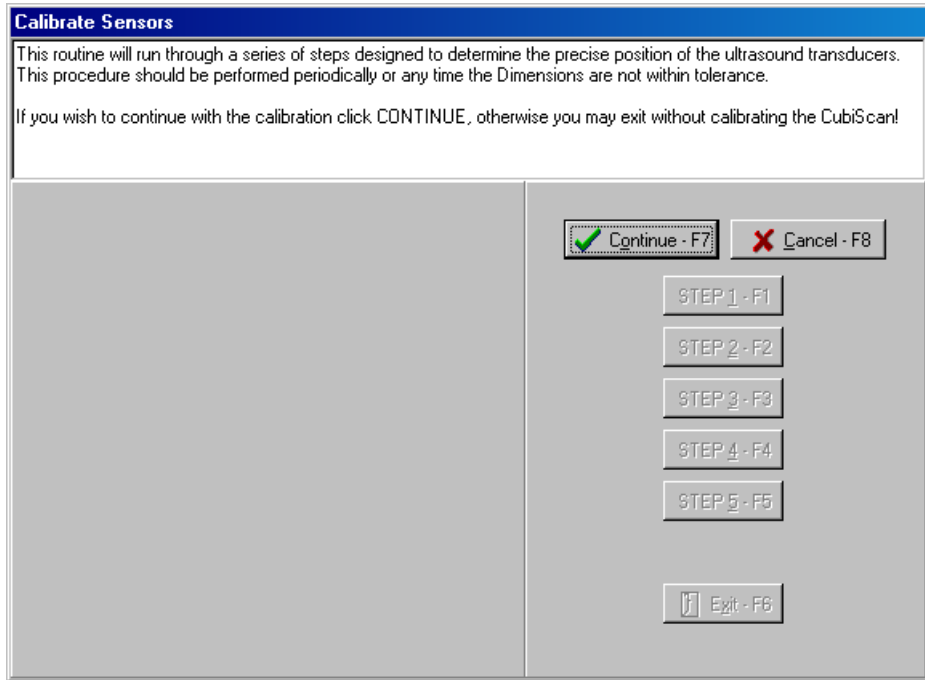 Calibrate Sensors
This routine will run through a series of steps designed to determine the precise position of the ultrasound transducers.
This procedure should be performed periodically or any time the Dimensions are not within tolerance.
If you wish to continue with the calibration click CONTINUE, otherwise you may exit without calibrating the CubiScan!
Continue - F7
Cancel - F8
STEP 1 - F1
STEP 2 - F2
STEP 3 - F3
STEP 4 - F4
STEP 5 - F5
Exit - F6